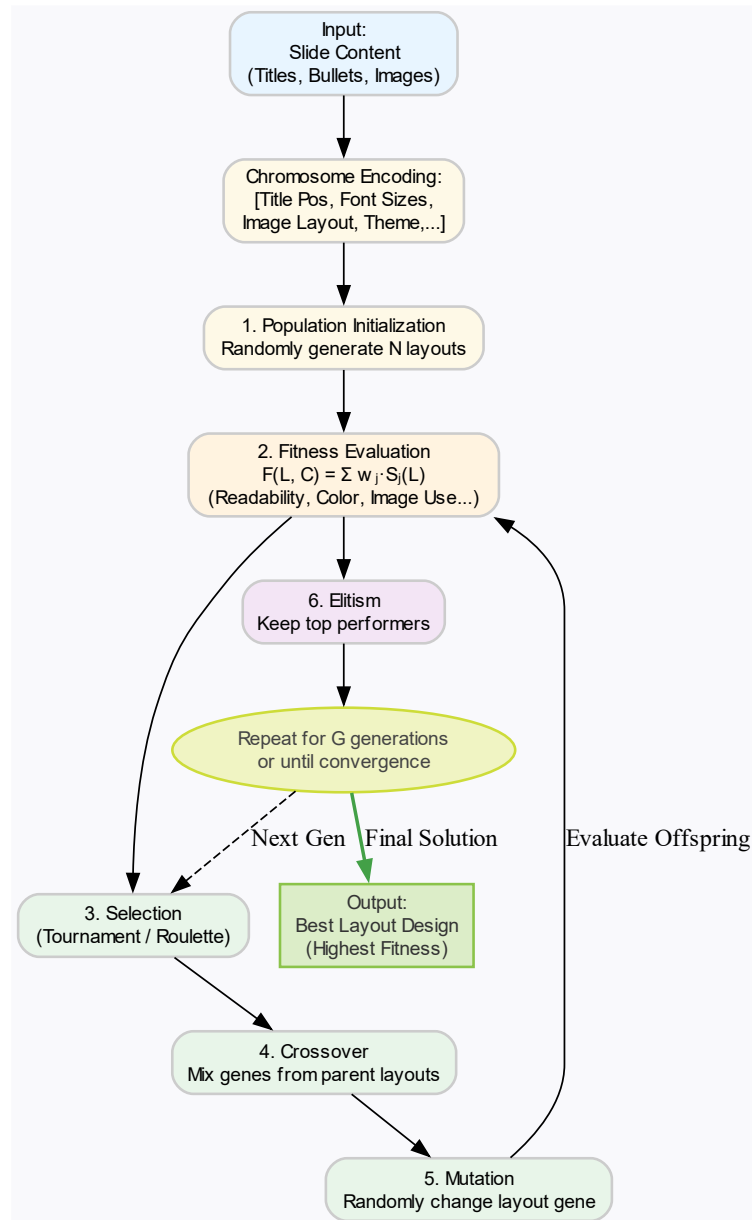 Input:
Slide Content
(Titles, Bullets, Images)
Chromosome Encoding:
[Title Pos, Font Sizes,
Image Layout, Theme,...]
1. Population Initialization
Randomly generate N layouts
2. Fitness Evaluation
F(L, C) = Σ wⱼ·Sⱼ(L)
(Readability, Color, Image Use...)
6. Elitism
Keep top performers
Repeat for G generations
or until convergence
Next Gen
Final Solution
Evaluate Offspring
3. Selection
(Tournament / Roulette)
Output:
Best Layout Design
(Highest Fitness)
4. Crossover
Mix genes from parent layouts
5. Mutation
Randomly change layout gene